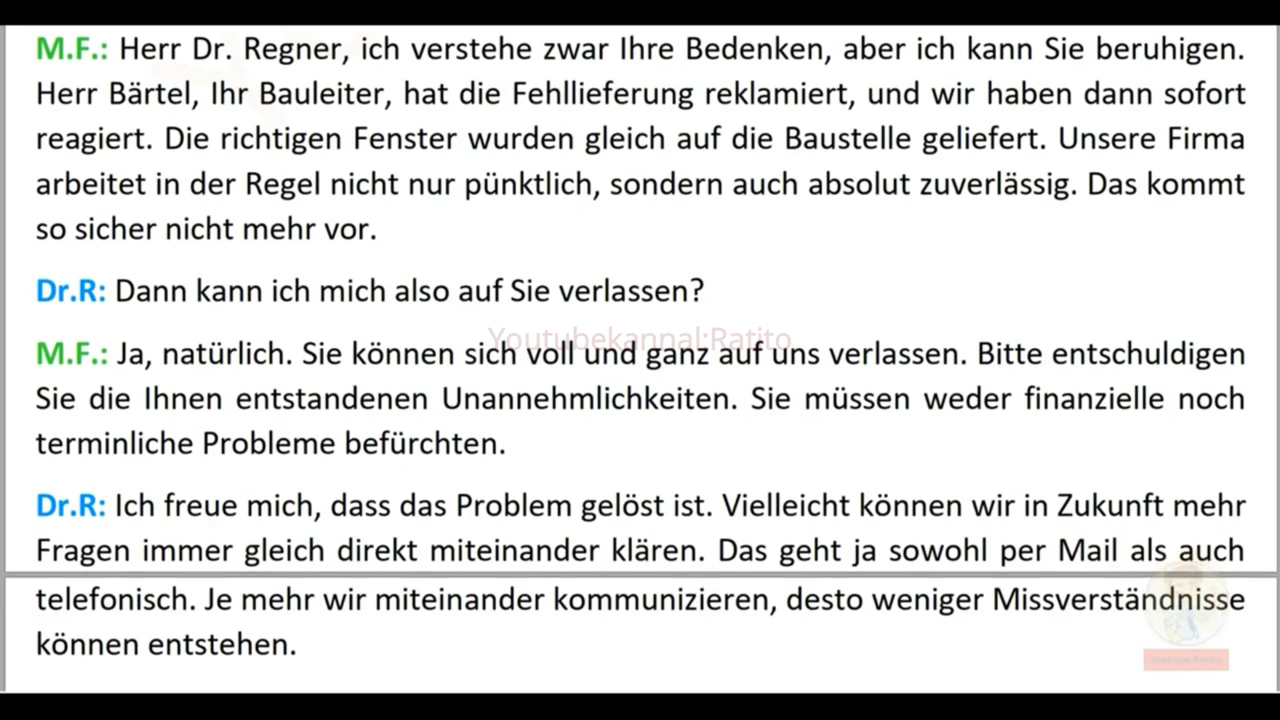 M.F.: Herr Dr. Regner, ich verstehe zwar Ihre Bedenken, aber ich kann Sie beruhigen.
Herr Bärtel, Ihr Bauleiter, hat die Fehllieferung reklamiert, und wir haben dann sofort
reagiert. Die richtigen Fenster wurden gleich auf die Baustelle geliefert. Unsere Firma
arbeitet in der Regel nicht nur pünktlich, sondern auch absolut zuverlässig. Das kommt
so sicher nicht mehr vor.
Dr.R: Dann kann ich mich also auf Sie verlassen?
Youtubekannal:Ratito
M.F.: Ja, natürlich. Sie können sich voll und ganz auf uns verlassen. Bitte entschuldigen
Sie die Ihnen entstandenen Unannehmlichkeiten. Sie müssen weder finanzielle noch
terminliche Probleme befürchten.
Dr.R: Ich freue mich, dass das Problem gelöst ist. Vielleicht können wir in Zukunft mehr
Fragen immer gleich direkt miteinander klären. Das geht ja sowohl per Mail als auch
telefonisch. Je mehr wir miteinander kommunizieren, desto weniger Missverständnisse
können entstehen.